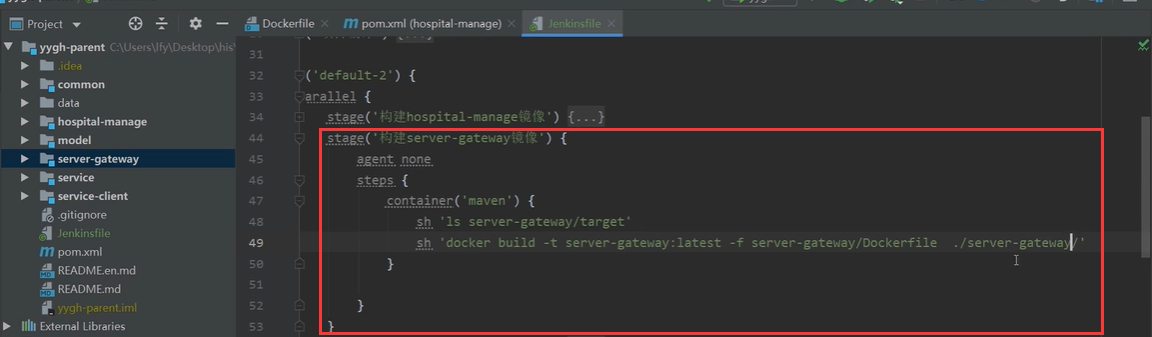 Project
Dockerfile
pom.xml (hospital-manage)
Jenkinsfile
yygh-parent C:\Users\lfy\Desktop\his\
.idea
common
data
hospital-manage
model
server-gateway
service
service-client
.gitignore
Jenkinsfile
pom.xml
README.en.md
README.md
yygh-parent.iml
External Libraries
31
32 ('default-2') {
33 arallel {
34 stage('构建hospital-manage镜像') {...}
44 stage('构建server-gateway镜像') {
45 agent none
46 steps {
47 container('maven') {
48 sh 'ls server-gateway/target'
49 sh 'docker build -t server-gateway:latest -f server-gateway/Dockerfile  ./server-gateway/'
50 }
51
52 }
53 }